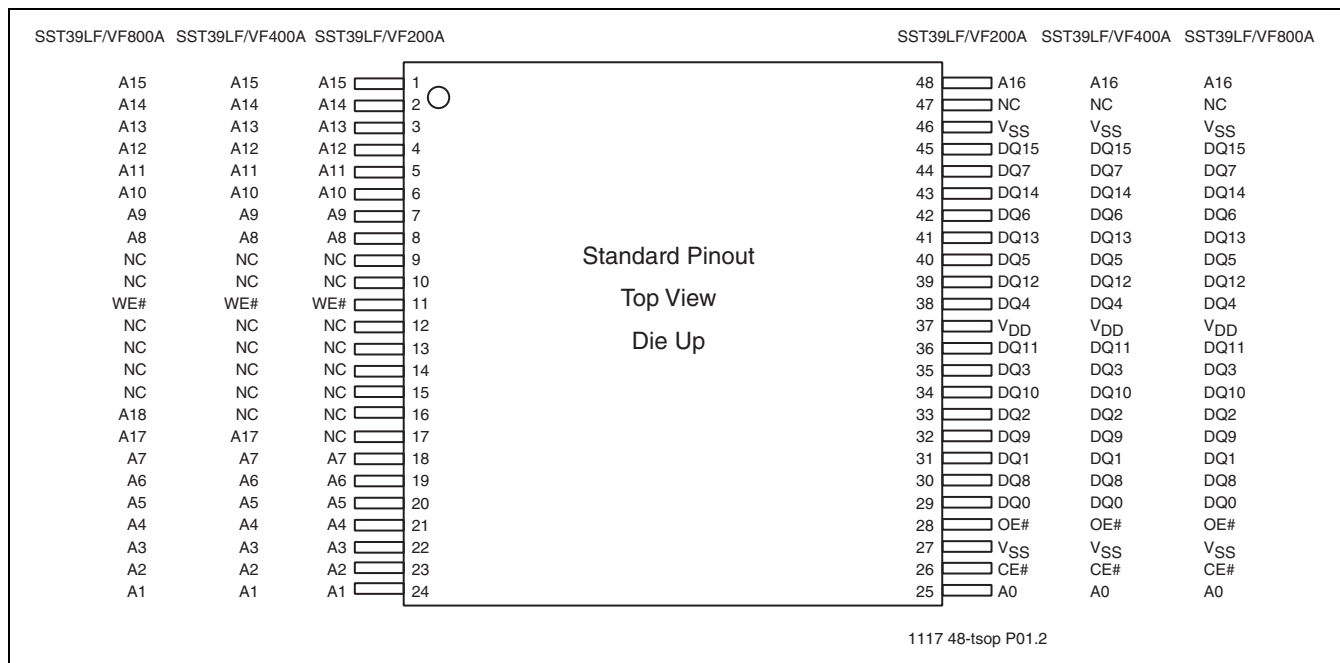 SST39LF/VF800A SST39LF/VF400A SST39LF/VF200A SST39LF/VF200A SST39LF/VF400A SST39LF/VF800A
A15 A15 A15 1 48 A16 A16 A16
A14 A14 A14 2 47 NC NC NC
A13 A13 A13 3 46 VSS VSS VSS
A12 A12 A12 4 45 DQ15 DQ15 DQ15
A11 A11 A11 5 44 DQ7 DQ7 DQ7
A10 A10 A10 6 43 DQ14 DQ14 DQ14
A9 A9 A9 7 42 DQ6 DQ6 DQ6
A8 A8 A8 8 41 DQ13 DQ13 DQ13
NC NC NC 9 Standard Pinout 40 DQ5 DQ5 DQ5
NC NC NC 10 39 DQ12 DQ12 DQ12
WE# WE# WE# 11 Top View 38 DQ4 DQ4 DQ4
NC NC NC 12 37 VDD VDD VDD
NC NC NC 13 Die Up 36 DQ11 DQ11 DQ11
NC NC NC 14 35 DQ3 DQ3 DQ3
NC NC NC 15 34 DQ10 DQ10 DQ10
A18 NC NC 16 33 DQ2 DQ2 DQ2
A17 A17 NC 17 32 DQ9 DQ9 DQ9
A7 A7 A7 18 31 DQ1 DQ1 DQ1
A6 A6 A6 19 30 DQ8 DQ8 DQ8
A5 A5 A5 20 29 DQ0 DQ0 DQ0
A4 A4 A4 21 28 OE# OE# OE#
A3 A3 A3 22 27 VSS VSS VSS
A2 A2 A2 23 26 CE# CE# CE#
A1 A1 A1 24 25 A0 A0 A0
1117 48-tsop P01.2